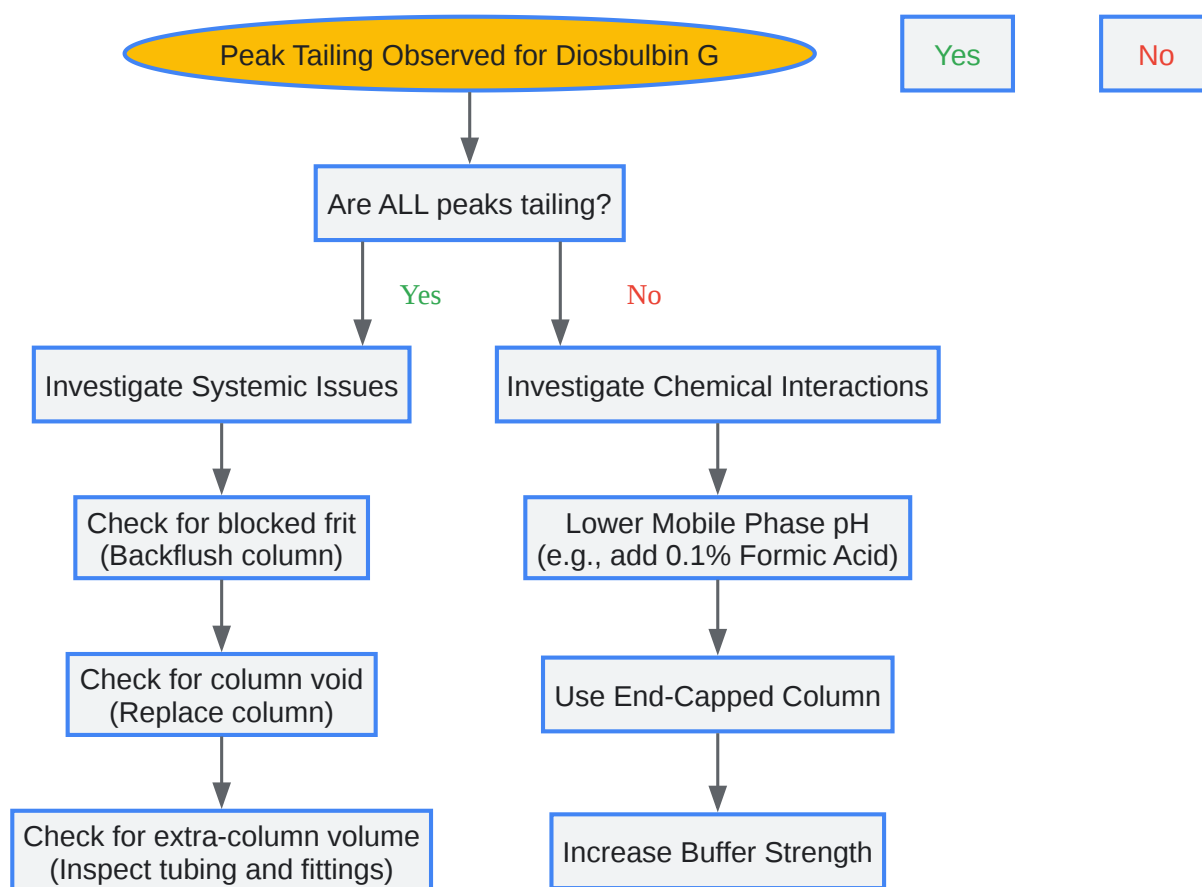 Peak Tailing Observed for Diosbulbin G
Yes
No
Are ALL peaks tailing?
Yes
No
Investigate Systemic Issues
Investigate Chemical Interactions
Check for blocked frit
(Backflush column)
Lower Mobile Phase pH
(e.g., add 0.1% Formic Acid)
Check for column void
(Replace column)
Use End-Capped Column
Check for extra-column volume
(Inspect tubing and fittings)
Increase Buffer Strength